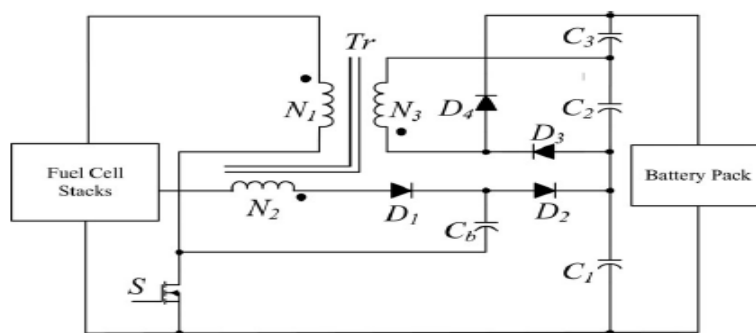 Tr
C3
N1
N3
D4
C2
D3
Fuel Cell
Stacks
Battery Pack
N2
D1
Cb
D2
C1
S